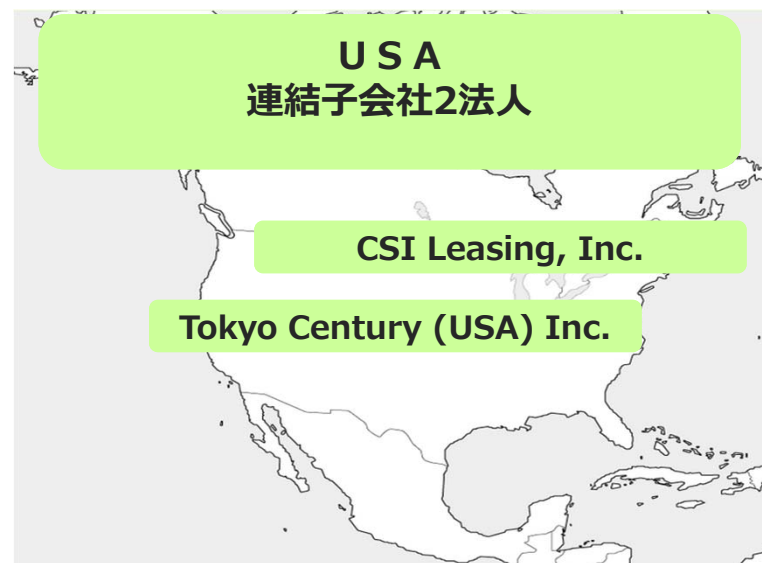 ＵＳＡ
連結子会社2法人
CSI Leasing, Inc.
Tokyo Century (USA) Inc.